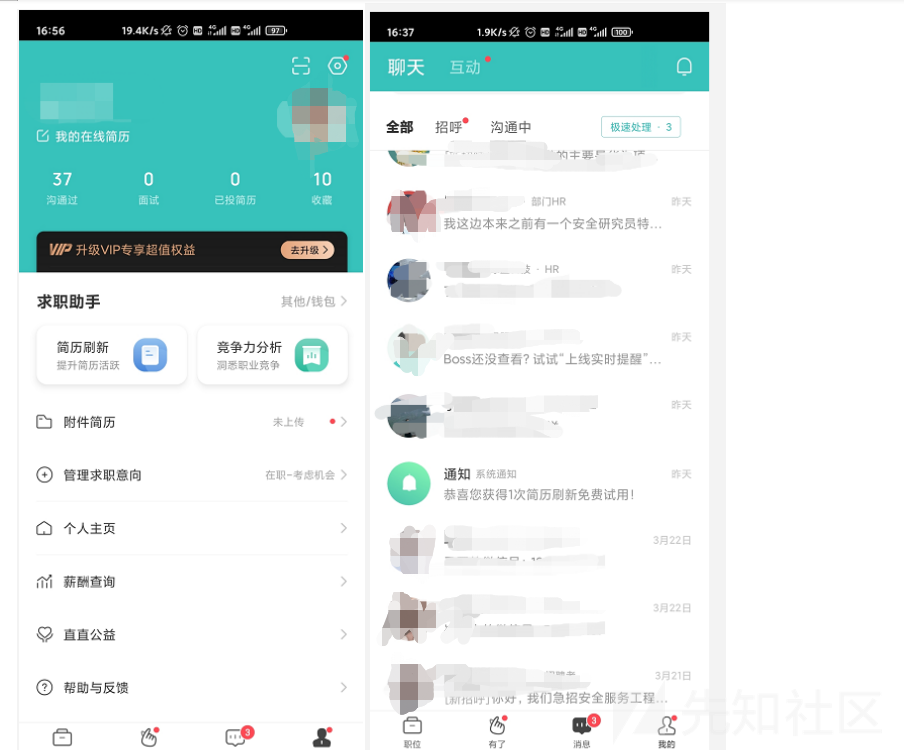 16:56 19.4K/s HD 4G HD 4G 97
我的在线简历
37 0 0 10
沟通过 面试 已投简历 收藏
VIP 升级VIP专享超值权益 去升级
求职助手 其他/钱包
简历刷新 竞争力分析
提升简历活跃 洞悉职业竞争
附件简历 未上传
管理求职意向 在职-考虑机会
个人主页
薪酬查询
直直公益
帮助与反馈
3
16:37 1.9K/s HD 4G HD 4G 100
聊天 互动
全部 招呼 沟通中 极速处理 · 3
的主要是
部门HR 昨天
我这边本来之前有一个安全研究员特...
· HR 昨天
昨天
Boss还没查看? 试试"上线实时提醒"...
昨天
通知 系统通知 昨天
恭喜您获得1次简历刷新免费试用!
3月22日
3月22日
3月21日
[新招呼]你好，我们急招安全服务工程...
3
职位 有了 消息 我的
先知社区